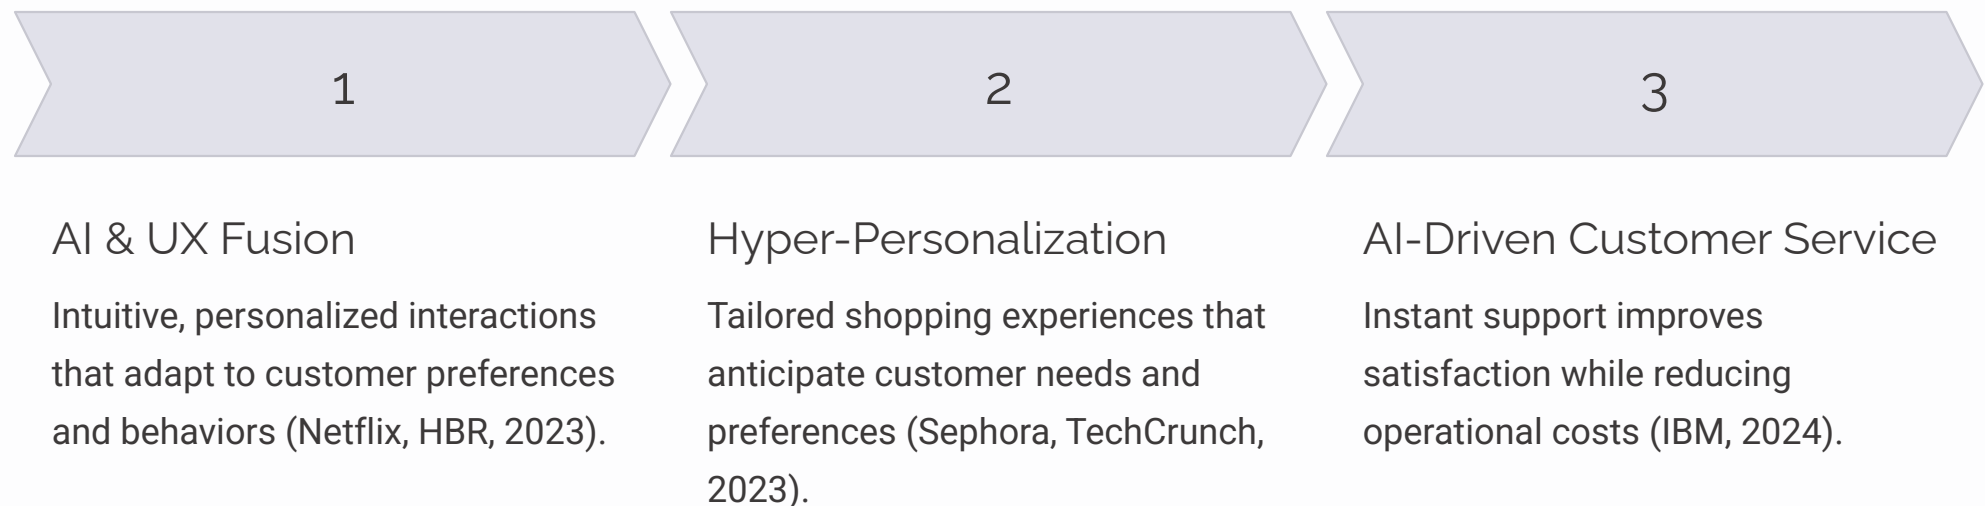 1
AI & UX Fusion
Intuitive, personalized interactions
that adapt to customer preferences
and behaviors (Netflix, HBR, 2023).
2
Hyper-Personalization
Tailored shopping experiences that
anticipate customer needs and
preferences (Sephora, TechCrunch,
2023).
3
AI-Driven Customer Service
Instant support improves
satisfaction while reducing
operational costs (IBM, 2024).